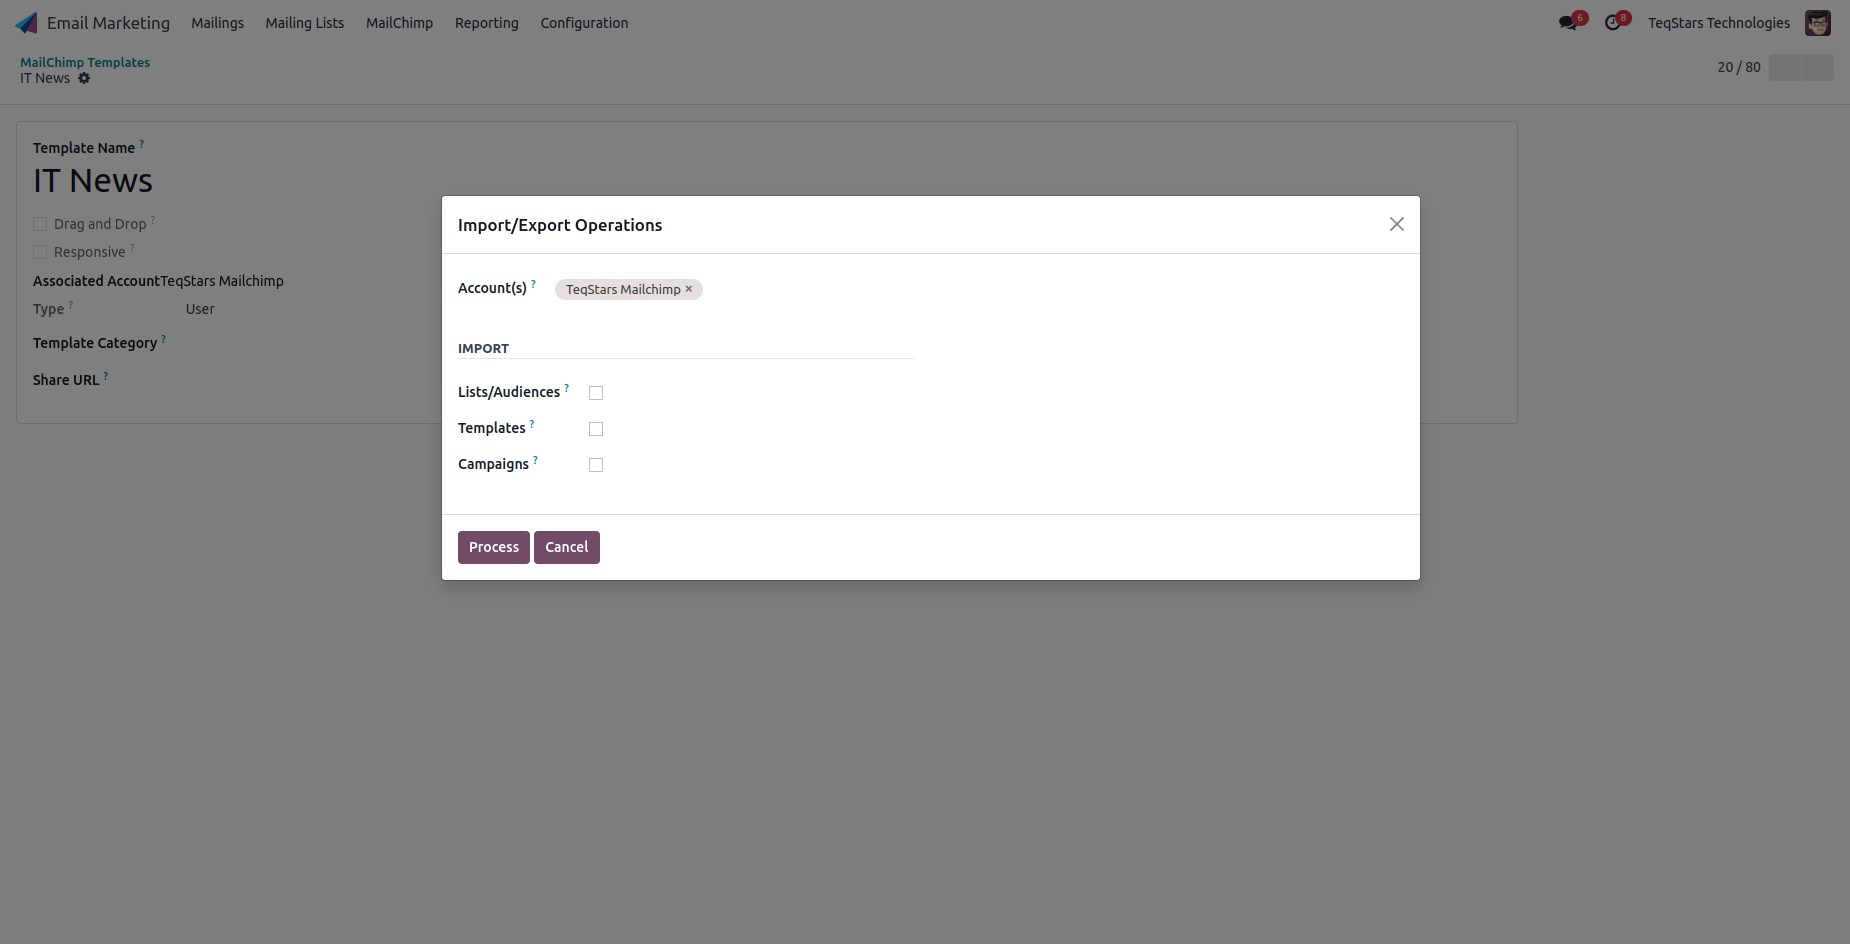 Email Marketing Mailings Mailing Lists MailChimp Reporting Configuration 6 8 TeqStars Technologies
MailChimp Templates
IT News 20 / 80
Template Name ?
IT News
Drag and Drop ?
Responsive ?
Associated AccountTeqStars Mailchimp
Type ? User
Template Category ?
Share URL ?
Import/Export Operations
Account(s) ? TeqStars Mailchimp ×
IMPORT
Lists/Audiences ?
Templates ?
Campaigns ?
Process Cancel